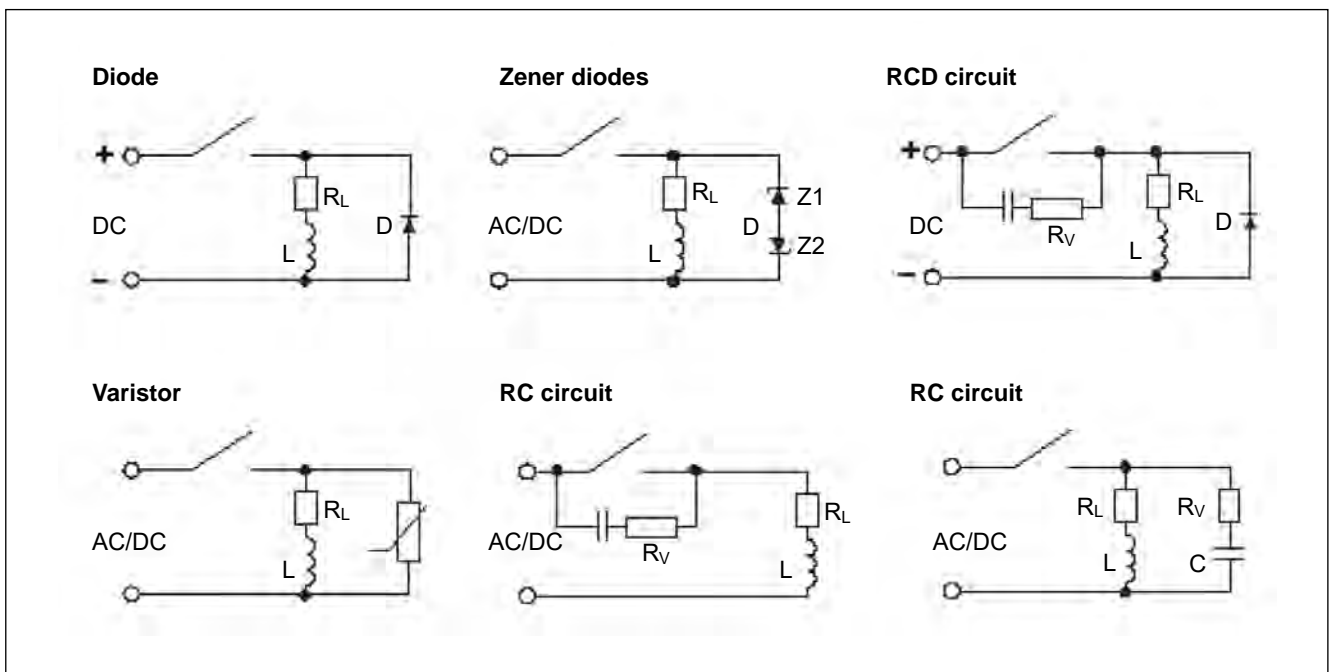 Diode
+
DC
−
RL
L
D
Zener diodes
AC/DC
RL
L
D
Z1
Z2
RCD circuit
+
DC
−
RV
RL
L
D
Varistor
AC/DC
RL
L
RC circuit
AC/DC
RV
RL
L
RC circuit
AC/DC
RL
L
RV
C